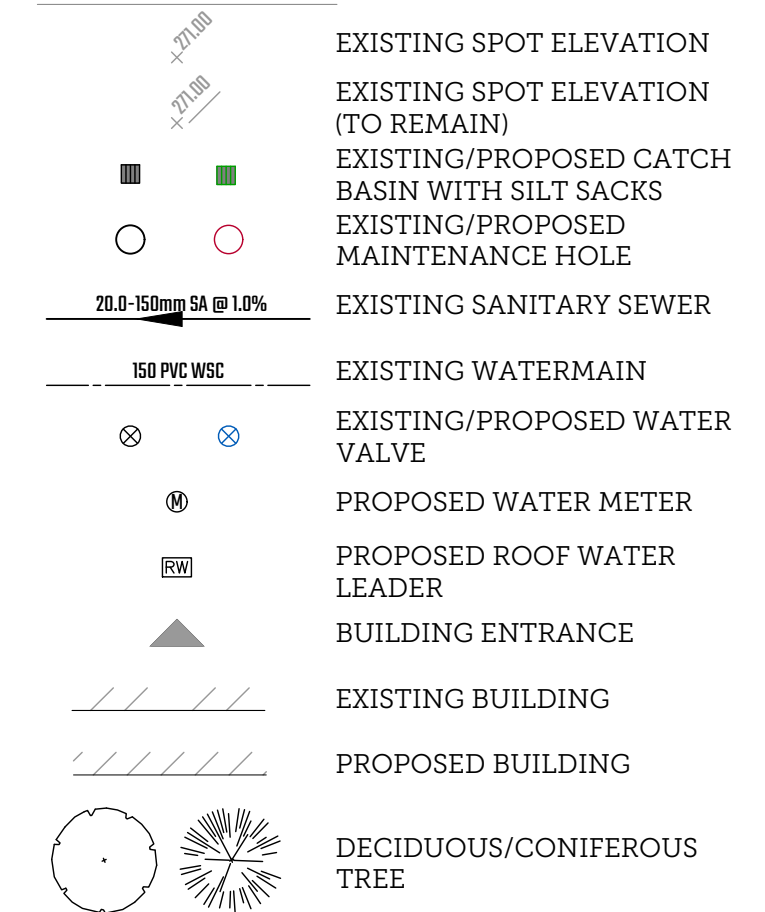 271.00
EXISTING SPOT ELEVATION
271.00
EXISTING SPOT ELEVATION
(TO REMAIN)
EXISTING/PROPOSED CATCH
BASIN WITH SILT SACKS
EXISTING/PROPOSED
MAINTENANCE HOLE
20.0-150mm SA @ 1.0%
EXISTING SANITARY SEWER
150 PVC WSC
EXISTING WATERMAIN
EXISTING/PROPOSED WATER
VALVE
M
PROPOSED WATER METER
RW
PROPOSED ROOF WATER
LEADER
BUILDING ENTRANCE
EXISTING BUILDING
PROPOSED BUILDING
DECIDUOUS/CONIFEROUS
TREE